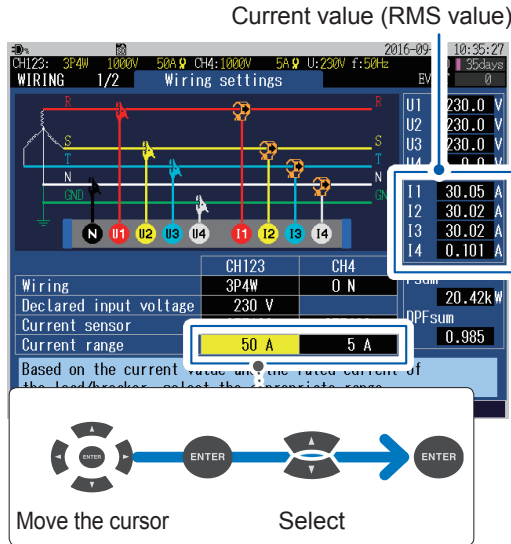 Current value (RMS value)
2016-09- 10:35:27
CH123: 3P4W 1000V 50A CH4:1000V 5A U:230V f:50Hz 35days
WIRING 1/2 Wiring settings EV 0
R R U1 230.0 V
U2 230.0 V
S S U3 230.0 V
T T
N N I1 30.05 A
GND I2 30.02 A
I3 30.02 A
N U1 U2 U3 U4 I1 I2 I3 I4 I4 0.101 A
CH123 CH4
Wiring 3P4W ON 20.42kW
Declared input voltage 230 V
Current sensor
Current range 50 A 5 A 0.985
Based on the current value and the rated current of
the load/breaker, select the appropriate range
ENTER ENTER ENTER
Move the cursor Select